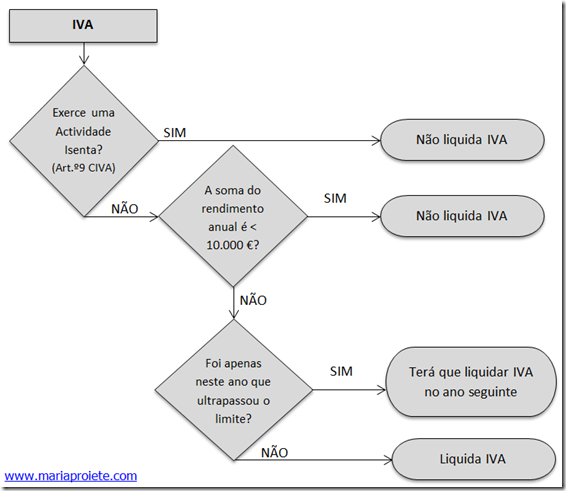 IVA
Exerce uma
Actividade
Isenta?
(Art.º9 CIVA)
SIM
Não liquida IVA
NÃO
A soma do
rendimento
anual é <
10.000 €?
SIM
Não liquida IVA
NÃO
Foi apenas
neste ano que
ultrapassou o
limite?
SIM
Terá que liquidar IVA
no ano seguinte
NÃO
Liquida IVA
www.mariaprojete.com